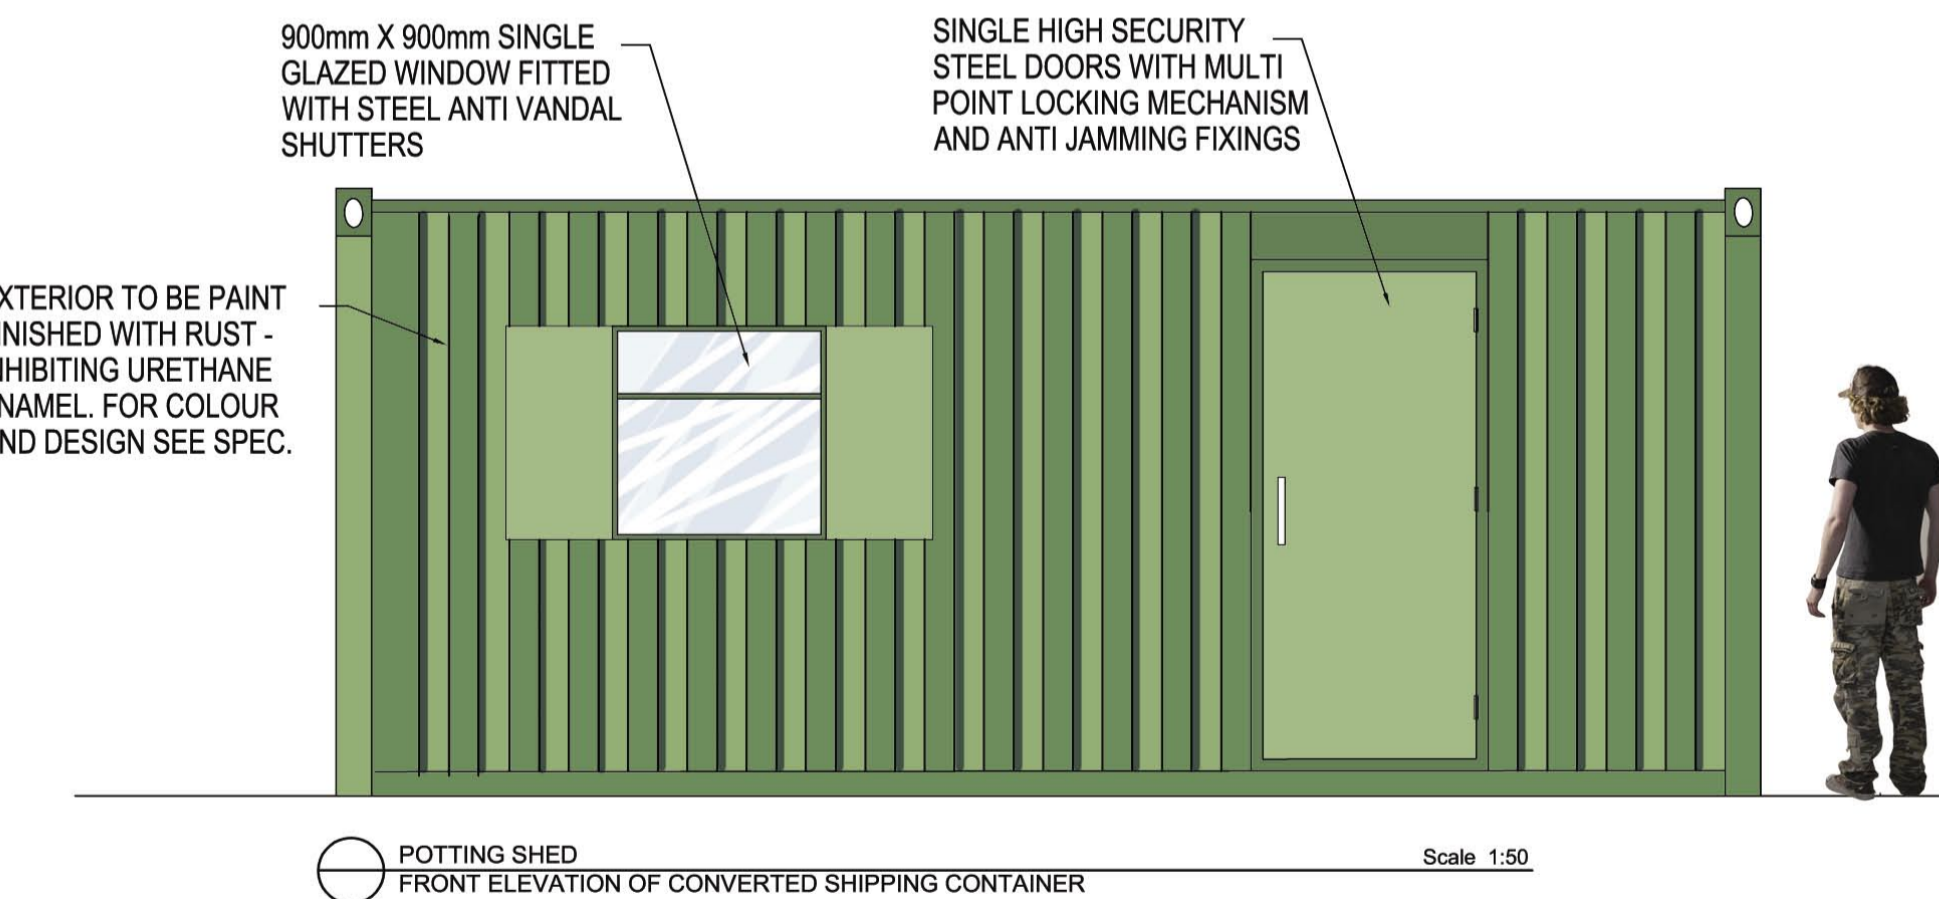 900mm X 900mm SINGLE
GLAZED WINDOW FITTED
WITH STEEL ANTI VANDAL
SHUTTERS
SINGLE HIGH SECURITY
STEEL DOORS WITH MULTI
POINT LOCKING MECHANISM
AND ANTI JAMMING FIXINGS
XTERIOR TO BE PAINT
INISHED WITH RUST -
NHIBITING URETHANE
NAMEL. FOR COLOUR
ND DESIGN SEE SPEC.
POTTING SHED
Scale 1:50
FRONT ELEVATION OF CONVERTED SHIPPING CONTAINER